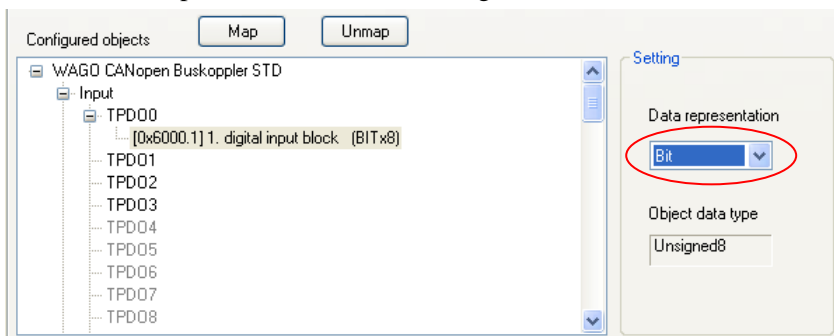 Configured objects
Map
Unmap
WAGO CANopen Buskoppler STD
Input
TPDO0
[0x6000.1] 1. digital input block (BITx8)
TPDO1
TPDO2
TPDO3
TPDO4
TPDO5
TPDO6
TPDO7
TPDO8
Setting
Data representation
Bit
Object data type
Unsigned8